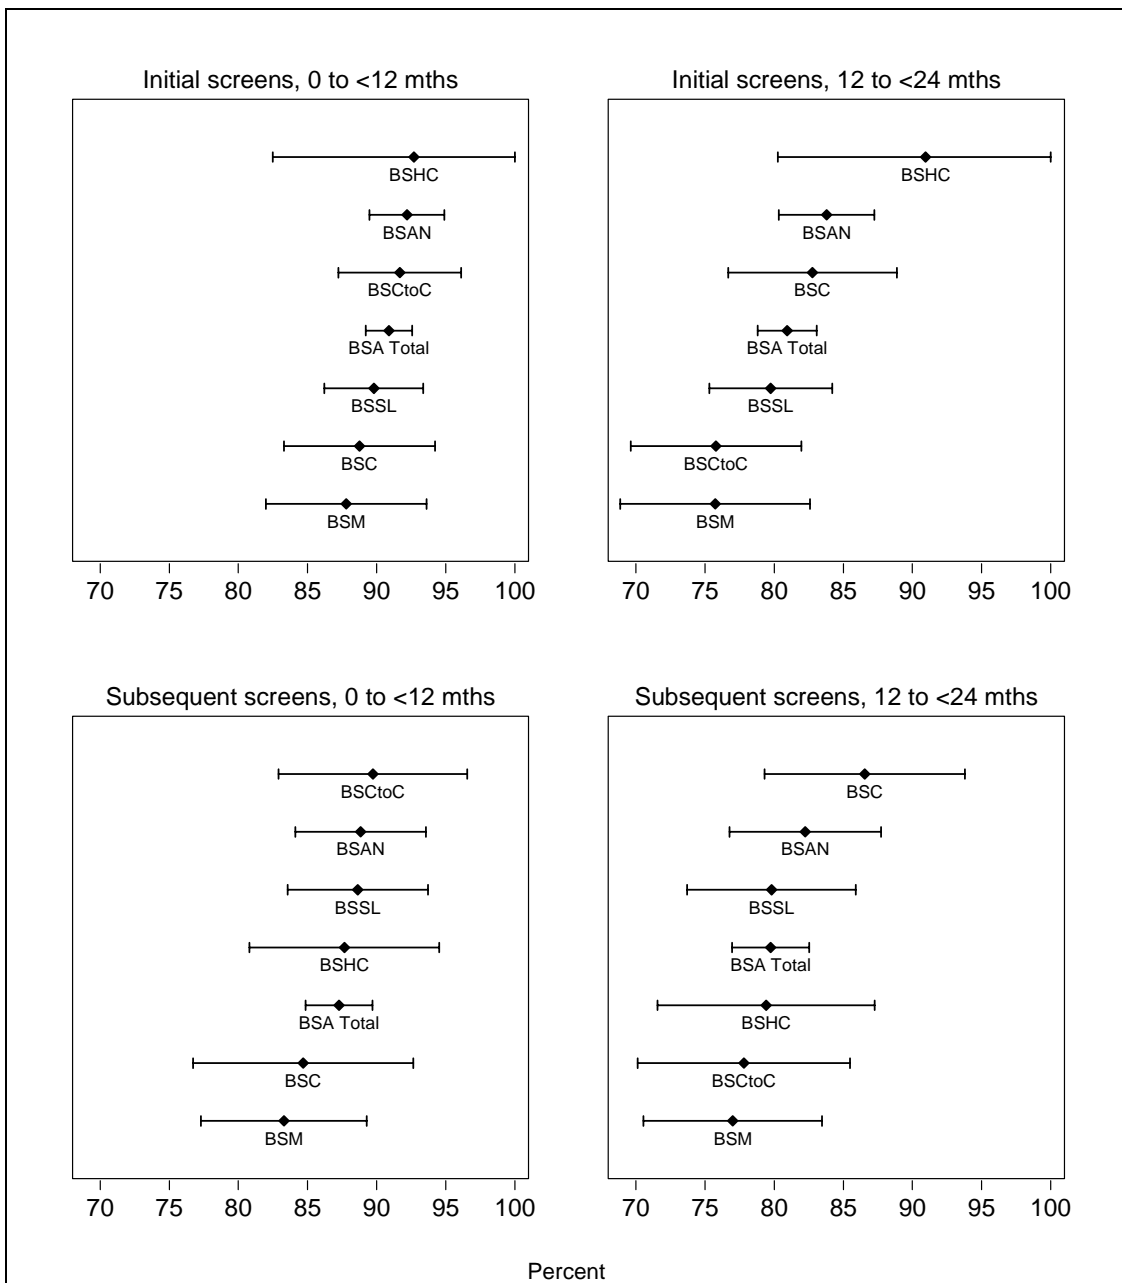 Initial screens, 0 to <12 mths
BSHC
BSAN
BSCtoC
BSA Total
BSSL
BSC
BSM
70 75 80 85 90 95 100
Initial screens, 12 to <24 mths
BSHC
BSAN
BSC
BSA Total
BSSL
BSCtoC
BSM
70 75 80 85 90 95 100
Subsequent screens, 0 to <12 mths
BSCtoC
BSAN
BSSL
BSHC
BSA Total
BSC
BSM
70 75 80 85 90 95 100
Subsequent screens, 12 to <24 mths
BSC
BSAN
BSSL
BSA Total
BSHC
BSCtoC
BSM
70 75 80 85 90 95 100
Percent